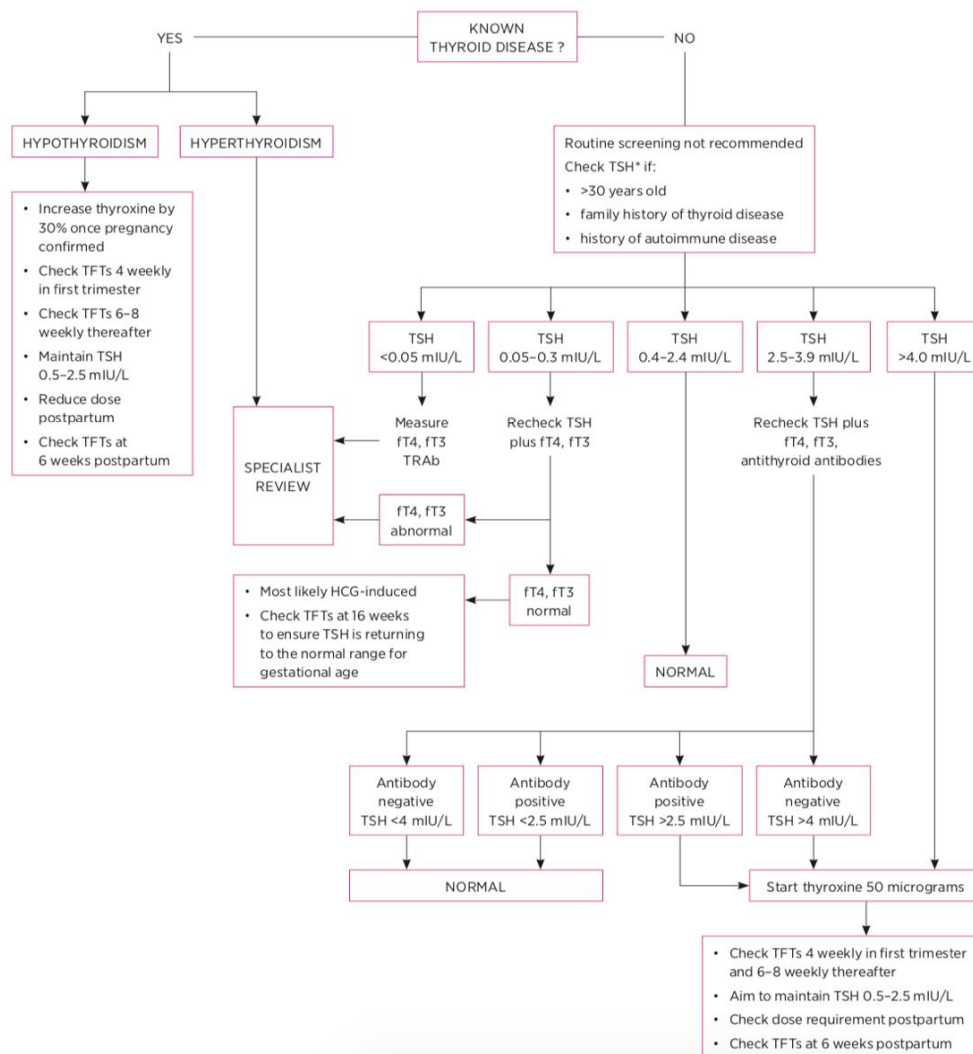 KNOWN
THYROID DISEASE ?
YES
NO
HYPOTHYROIDISM
HYPERTHYROIDISM
• Increase thyroxine by
30% once pregnancy
confirmed
• Check TFTs 4 weekly
in first trimester
• Check TFTs 6–8
weekly thereafter
• Maintain TSH
0.5–2.5 mIU/L
• Reduce dose
postpartum
• Check TFTs at
6 weeks postpartum
Routine screening not recommended
Check TSH* if:
• >30 years old
• family history of thyroid disease
• history of autoimmune disease
TSH
<0.05 mIU/L
TSH
0.05–0.3 mIU/L
TSH
0.4–2.4 mIU/L
TSH
2.5–3.9 mIU/L
TSH
>4.0 mIU/L
Measure
fT4, fT3
TRAb
Recheck TSH
plus fT4, fT3
Recheck TSH plus
fT4, fT3,
antithyroid antibodies
SPECIALIST
REVIEW
fT4, fT3
abnormal
• Most likely HCG-induced
• Check TFTs at 16 weeks
to ensure TSH is returning
to the normal range for
gestational age
fT4, fT3
normal
NORMAL
Antibody
negative
TSH <4 mIU/L
Antibody
positive
TSH <2.5 mIU/L
Antibody
positive
TSH >2.5 mIU/L
Antibody
negative
TSH >4 mIU/L
NORMAL
Start thyroxine 50 micrograms
• Check TFTs 4 weekly in first trimester
and 6–8 weekly thereafter
• Aim to maintain TSH 0.5–2.5 mIU/L
• Check dose requirement postpartum
• Check TFTs at 6 weeks postpartum